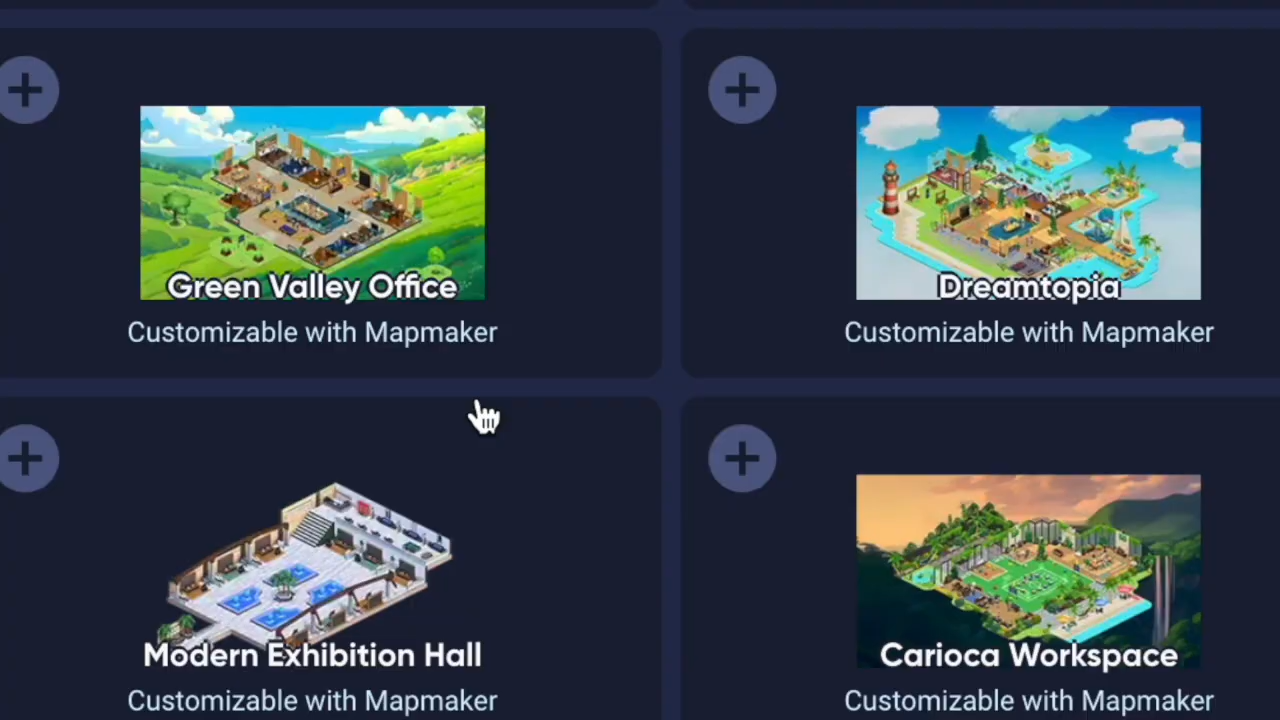 Green Valley Office
Customizable with Mapmaker
Dreamtopia
Customizable with Mapmaker
Modern Exhibition Hall
Customizable with Mapmaker
Carioca Workspace
Customizable with Mapmaker